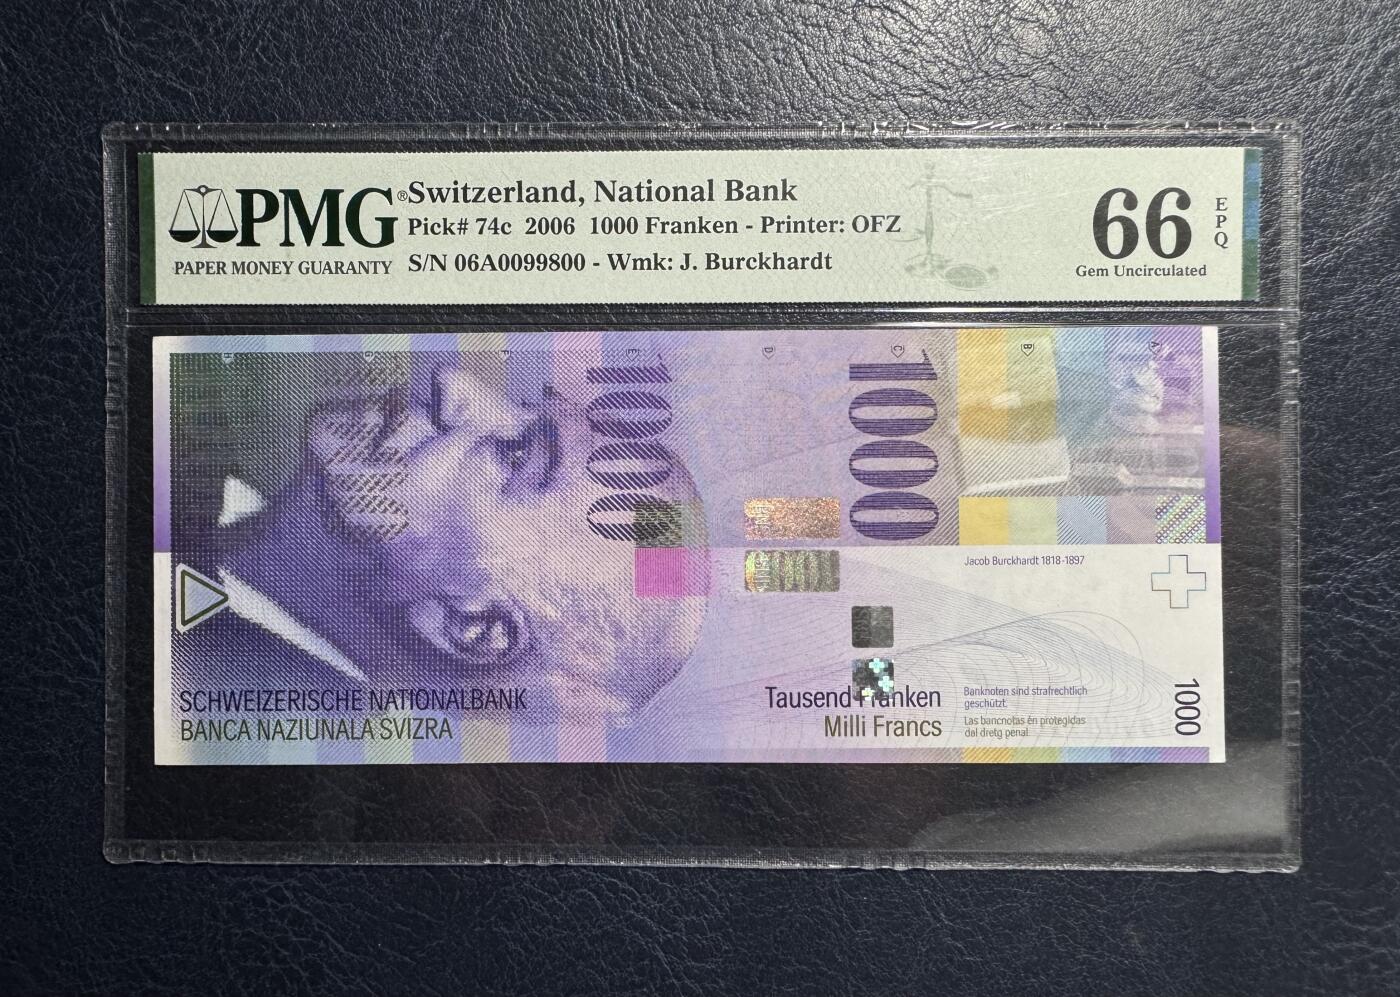 PMG®
PAPER MONEY GUARANTY
Switzerland, National Bank
Pick# 74c 2006 1000 Franken - Printer: OFZ
S/N 06A0099800 - Wmk: J. Burckhardt
66
EPQ
Gem Uncirculated
H G F E D C B A
1000
1000
Jacob Burckhardt 1818-1897
SCHWEIZERISCHE NATIONALBANK
BANCA NAZIUNALA SVIZRA
Tausend Franken
Milli Francs
Banknoten sind strafrechtlich
geschützt.
Las bancnotas èn protegidas
dal dretg penal.
1000